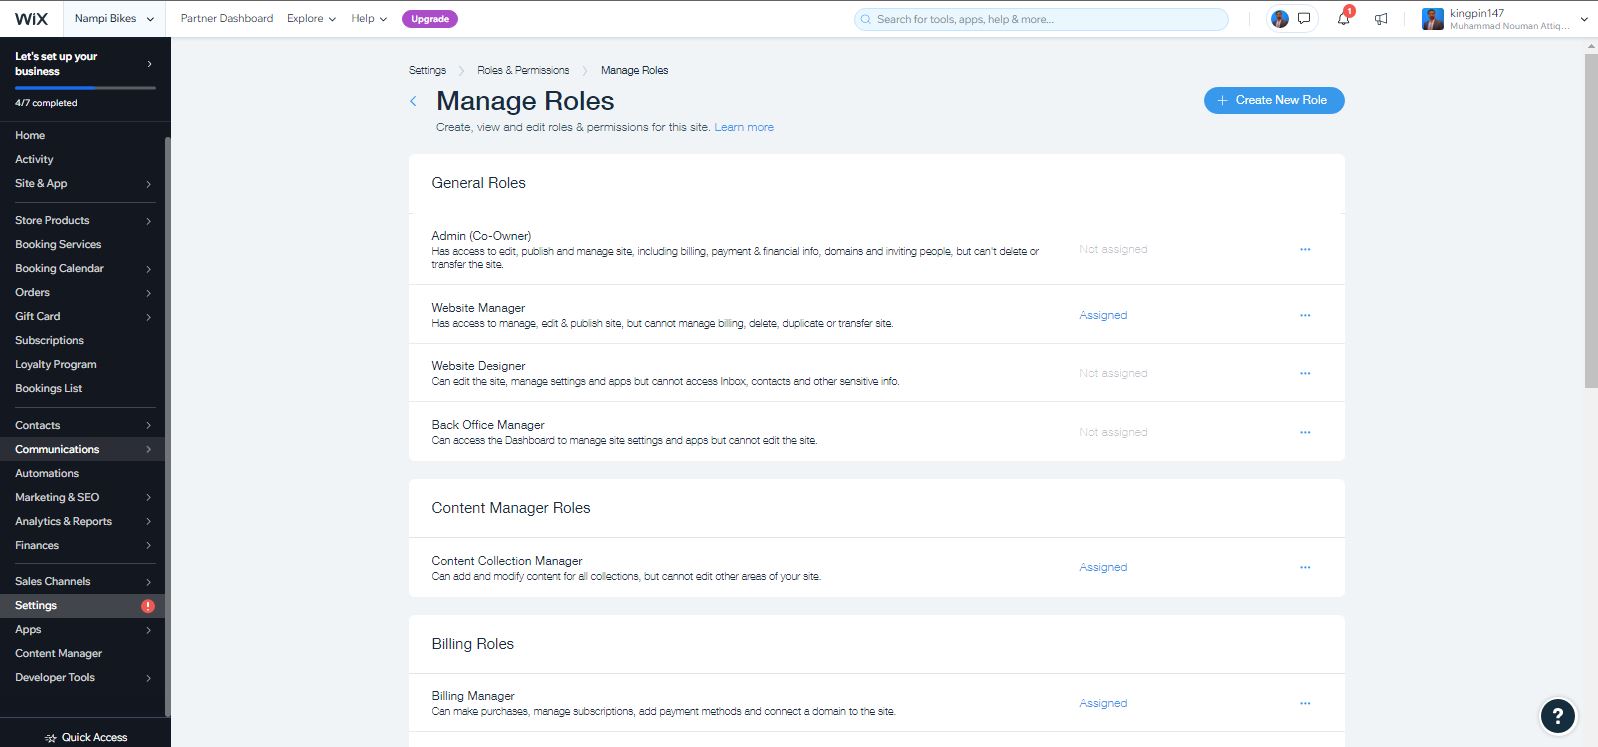 WiX
Nampi Bikes
Partner Dashboard
Explore
Help
Upgrade
Search for tools, apps, help & more...
1
kingpin147
Muhammad Nouman Attiq...
Let's set up your
business
4/7 completed
Home
Activity
Site & App
Store Products
Booking Services
Booking Calendar
Orders
Gift Card
Subscriptions
Loyalty Program
Bookings List
Contacts
Communications
Automations
Marketing & SEO
Analytics & Reports
Finances
Sales Channels
Settings
!
Apps
Content Manager
Developer Tools
Quick Access
Settings
Roles & Permissions
Manage Roles
Manage Roles
Create, view and edit roles & permissions for this site. Learn more
+ Create New Role
General Roles
Admin (Co-Owner)
Has access to edit, publish and manage site, including billing, payment & financial info, domains and inviting people, but can't delete or
transfer the site.
Not assigned
Website Manager
Has access to manage, edit & publish site, but cannot manage billing, delete, duplicate or transfer site.
Assigned
Website Designer
Can edit the site, manage settings and apps but cannot access Inbox, contacts and other sensitive info.
Not assigned
Back Office Manager
Can access the Dashboard to manage site settings and apps but cannot edit the site.
Not assigned
Content Manager Roles
Content Collection Manager
Can add and modify content for all collections, but cannot edit other areas of your site.
Assigned
Billing Roles
Billing Manager
Can make purchases, manage subscriptions, add payment methods and connect a domain to the site.
Assigned
?